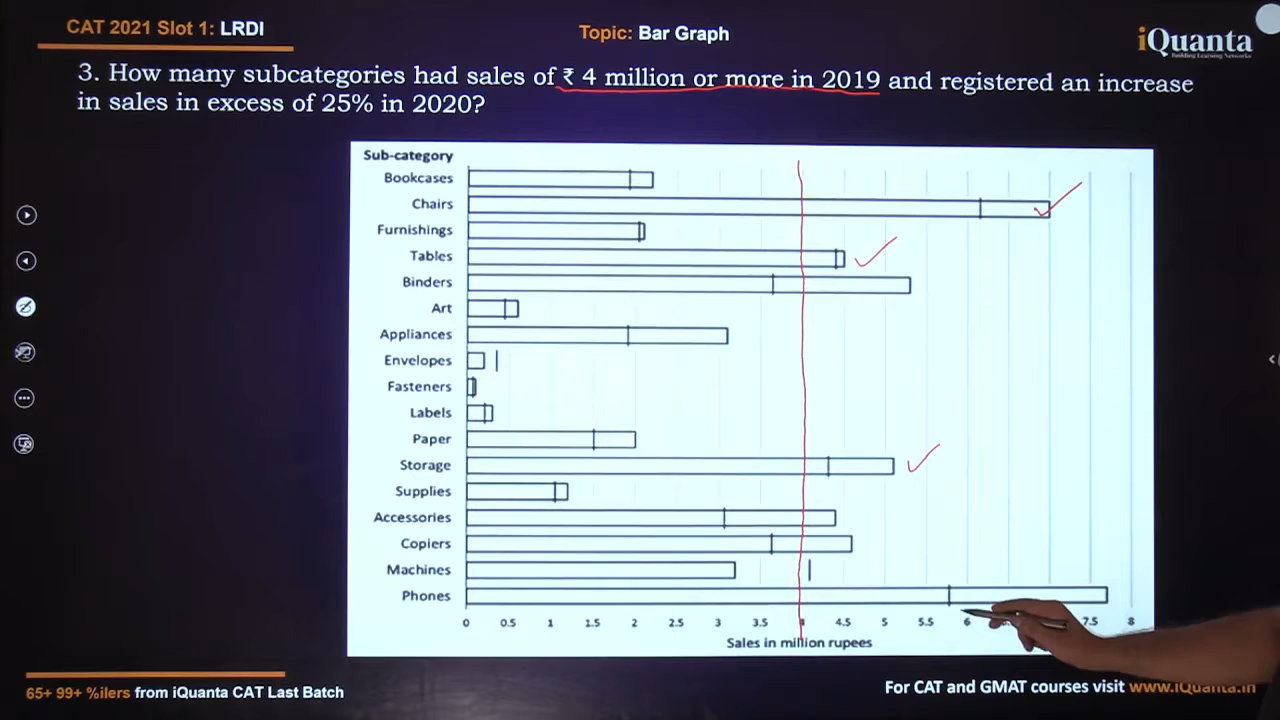 CAT 2021 Slot 1: LRDI
Topic: Bar Graph
iQuanta
Building Learning Networks
3. How many subcategories had sales of ₹ 4 million or more in 2019 and registered an increase
in sales in excess of 25% in 2020?
Sub-category
Bookcases
Chairs
Furnishings
Tables
Binders
Art
Appliances
Envelopes
Fasteners
Labels
Paper
Storage
Supplies
Accessories
Copiers
Machines
Phones
0 0.5 1 1.5 2 2.5 3 3.5 4 4.5 5 5.5 6 7.5 8
Sales in million rupees
65+ 99+ %ilers from iQuanta CAT Last Batch
For CAT and GMAT courses visit www.iQuanta.in